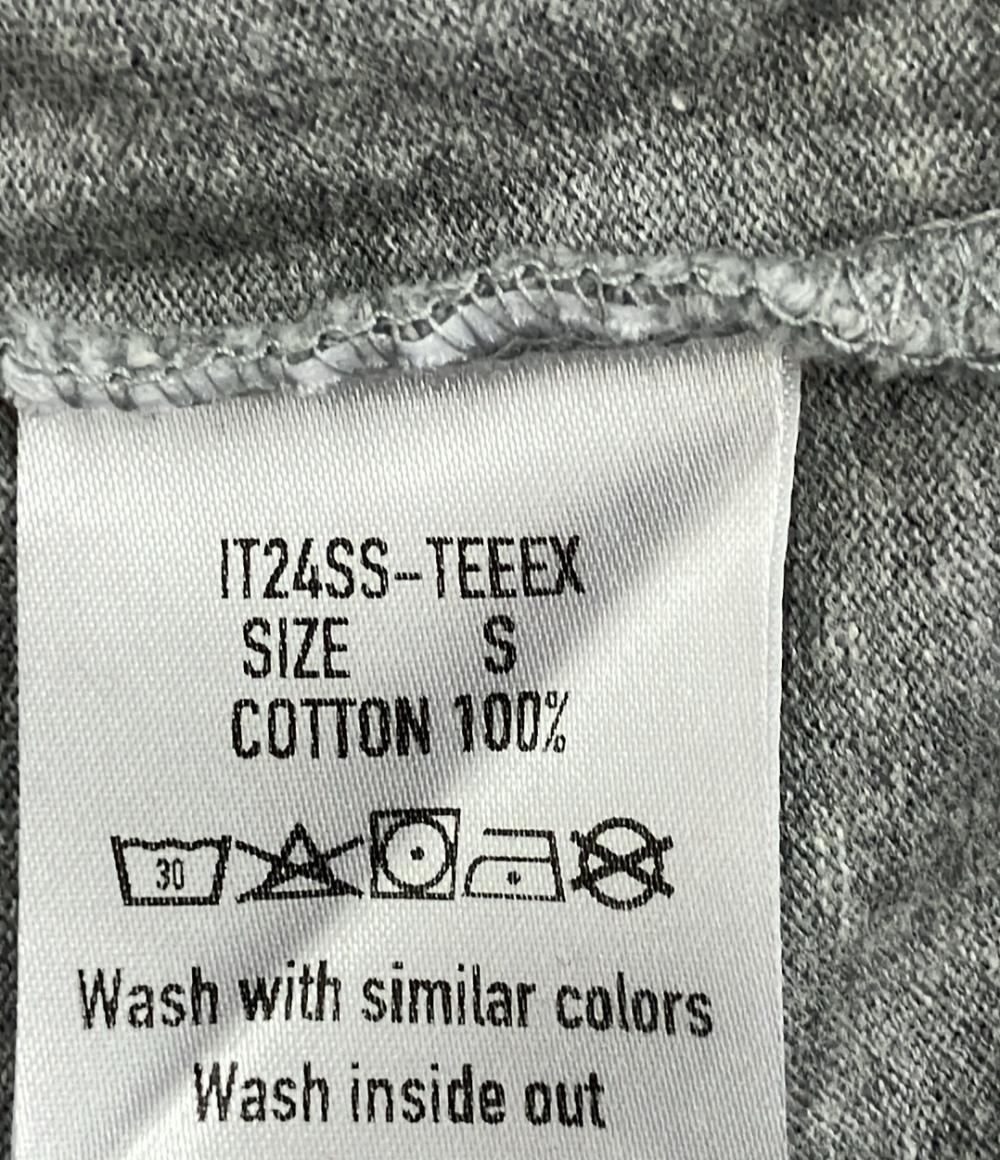 IT24SS-TEEEX
SIZE S
COTTON 100%
30
Wash with similar colors
Wash inside out